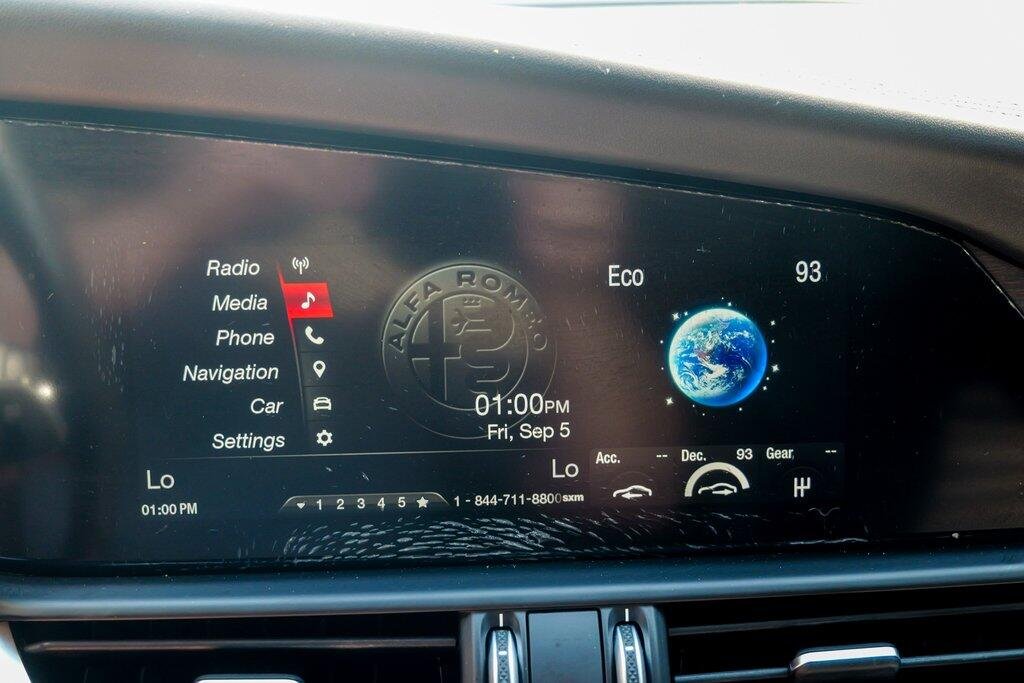 Radio
Media
Phone
Navigation
Car
Settings
ALFA ROMEO
01:00PM
Fri, Sep 5
Eco 93
Acc. --
Dec. 93
Gear --
Lo
01:00 PM
Lo
1 2 3 4 5
1 - 844-711-8800 sxm